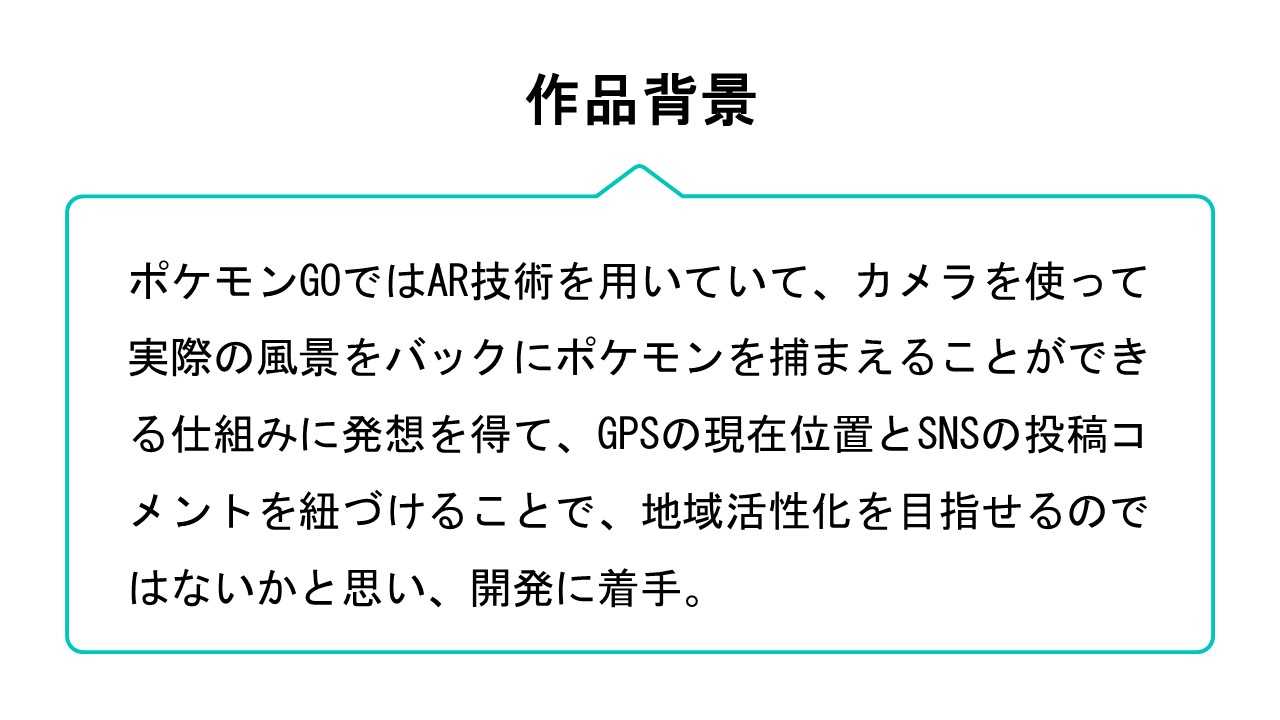 作品背景
ポケモンGOではAR技術を用いていて、カメラを使って
実際の風景をバックにポケモンを捕まえることができ
る仕組みに発想を得て、GPSの現在位置とSNSの投稿コ
メントを紐づけることで、地域活性化を目指せるので
はないかと思い、開発に着手。